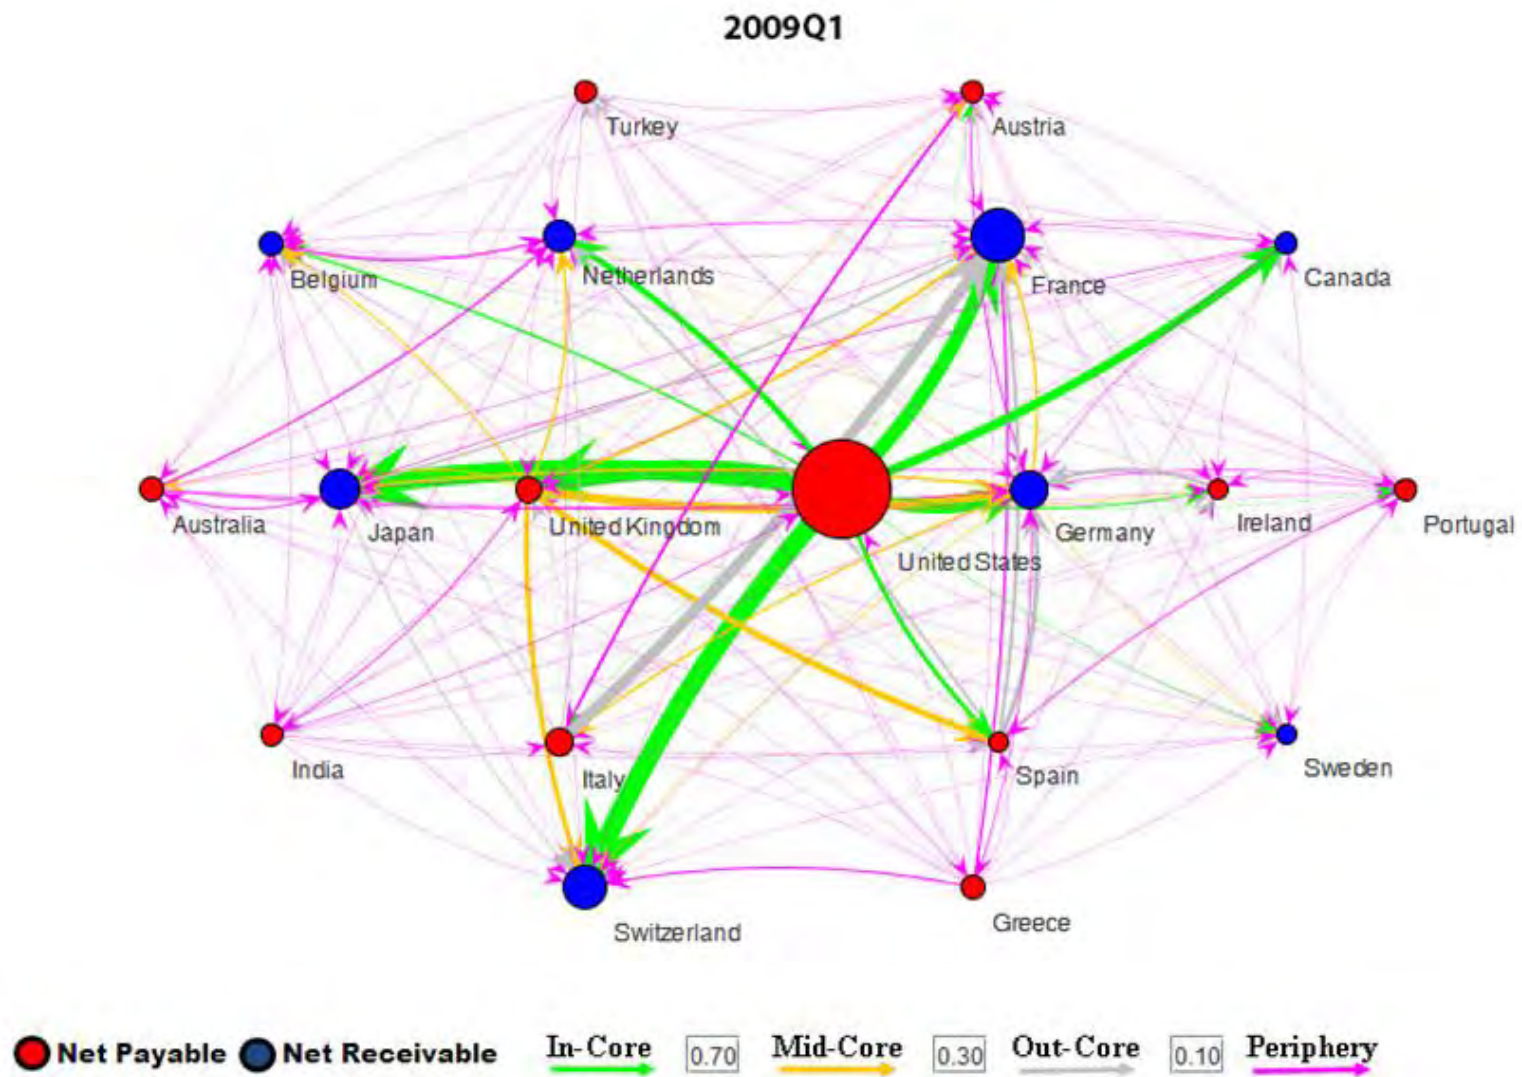 2009Q1
Turkey
Austria
Belgium
Netherlands
France
Canada
Australia
Japan
United Kingdom
United States
Germany
Ireland
Portugal
India
Italy
Spain
Sweden
Switzerland
Greece
Net Payable Net Receivable In-Core 0.70 Mid-Core 0.30 Out-Core 0.10 Periphery